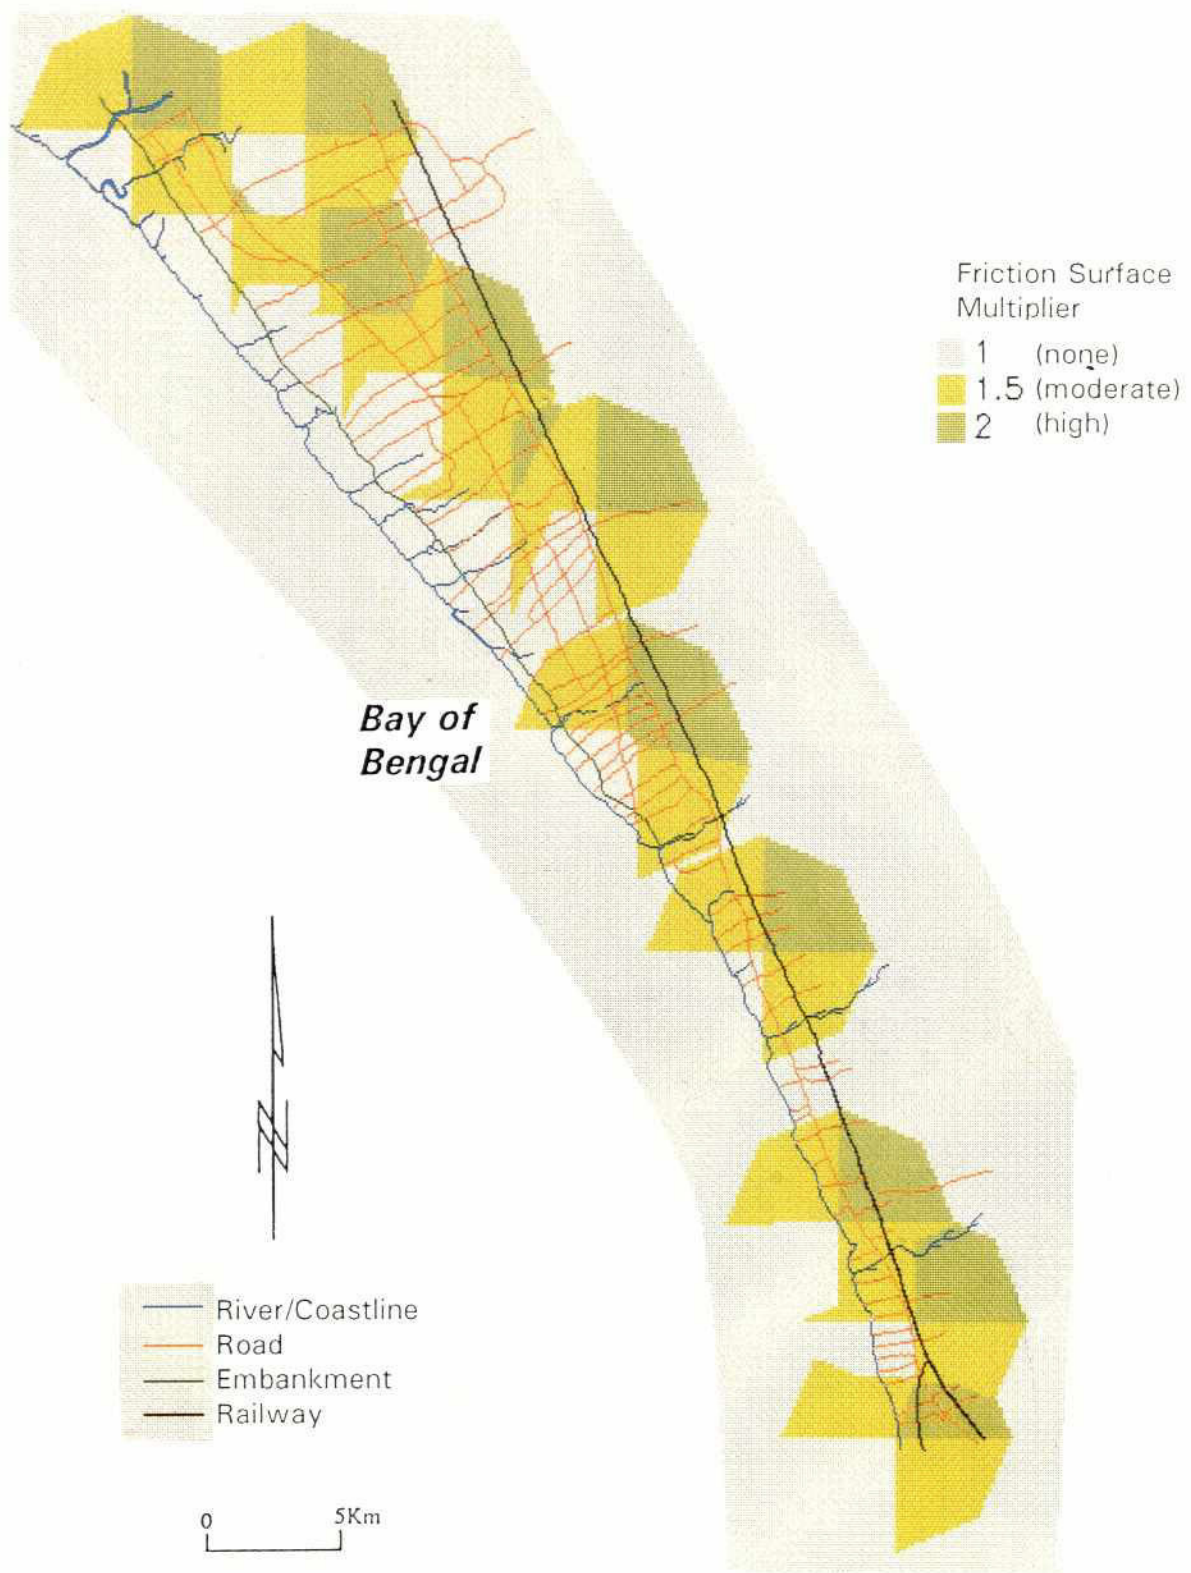 Friction Surface
Multiplier
1 (none)
1.5 (moderate)
2 (high)
Bay of
Bengal
River/Coastline
Road
Embankment
Railway
0 5Km